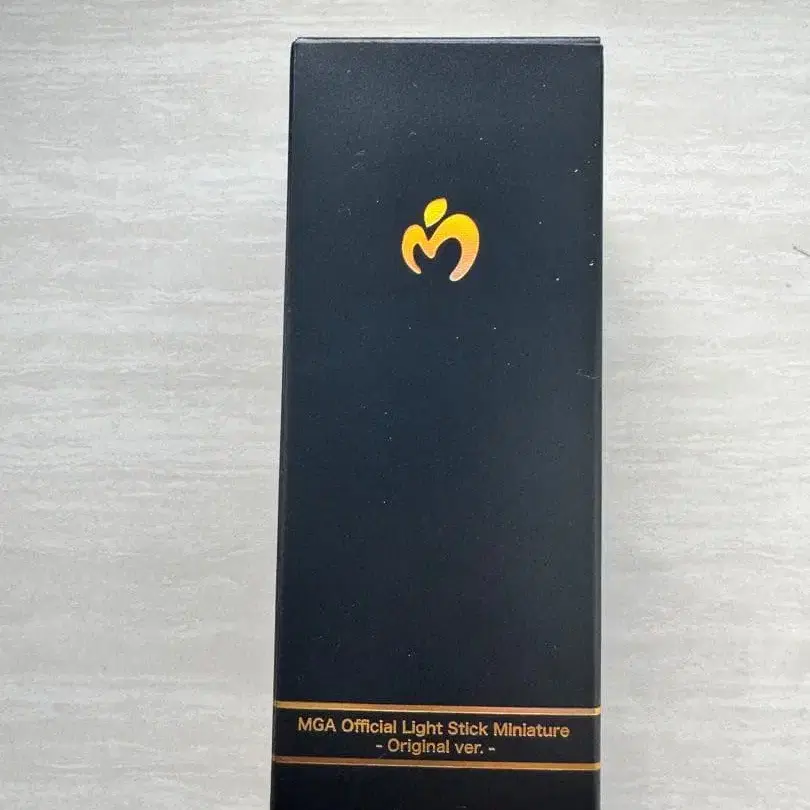 MGA Official Light Stick Miniature
- Original ver. -